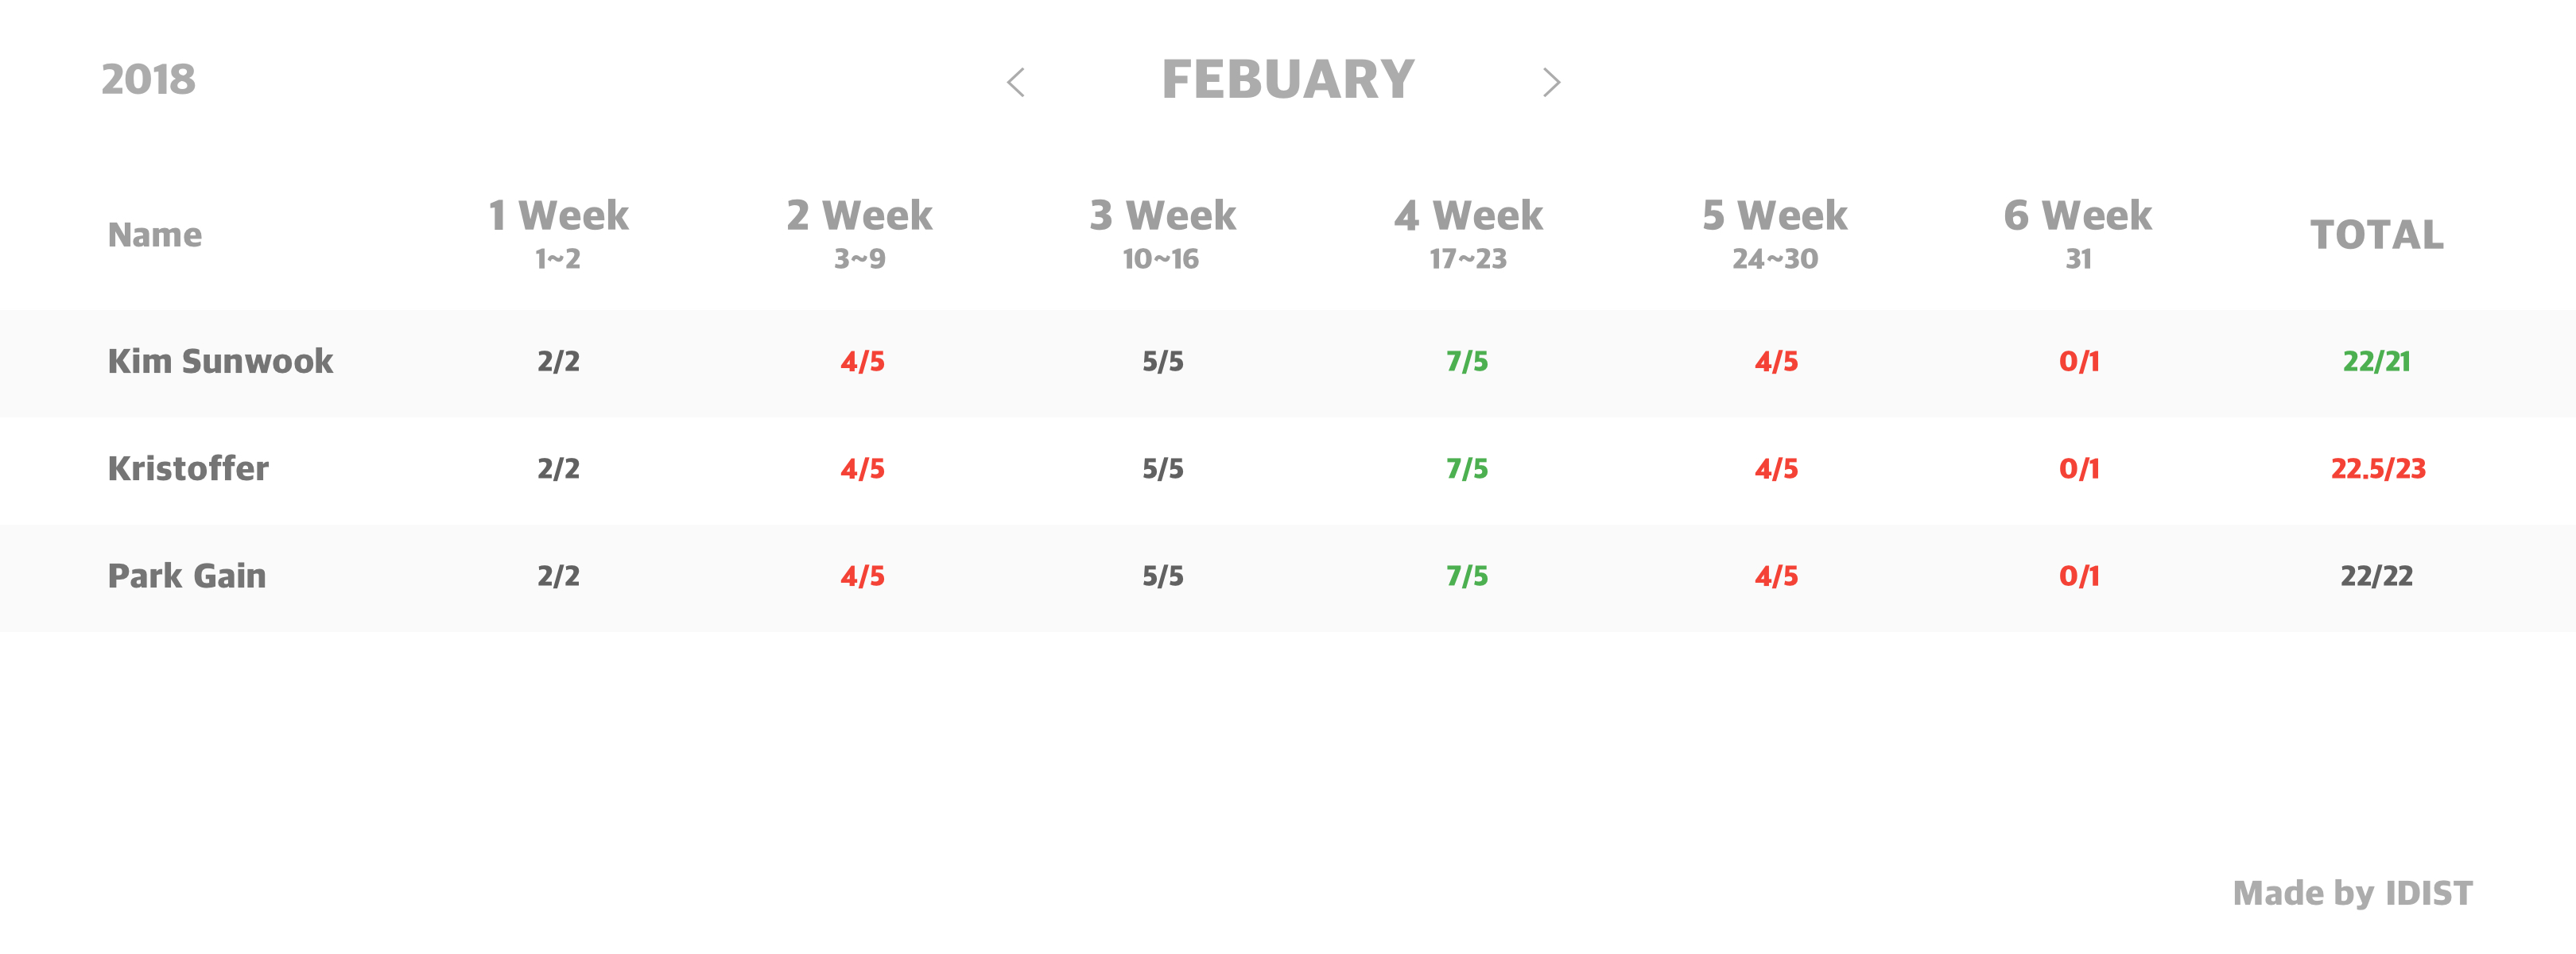 2018 < FEBUARY >
Name 1 Week 2 Week 3 Week 4 Week 5 Week 6 Week TOTAL
1~2 3~9 10~16 17~23 24~30 31
Kim Sunwook 2/2 4/5 5/5 7/5 4/5 0/1 22/21
Kristoffer 2/2 4/5 5/5 7/5 4/5 0/1 22.5/23
Park Gain 2/2 4/5 5/5 7/5 4/5 0/1 22/22
Made by IDIST